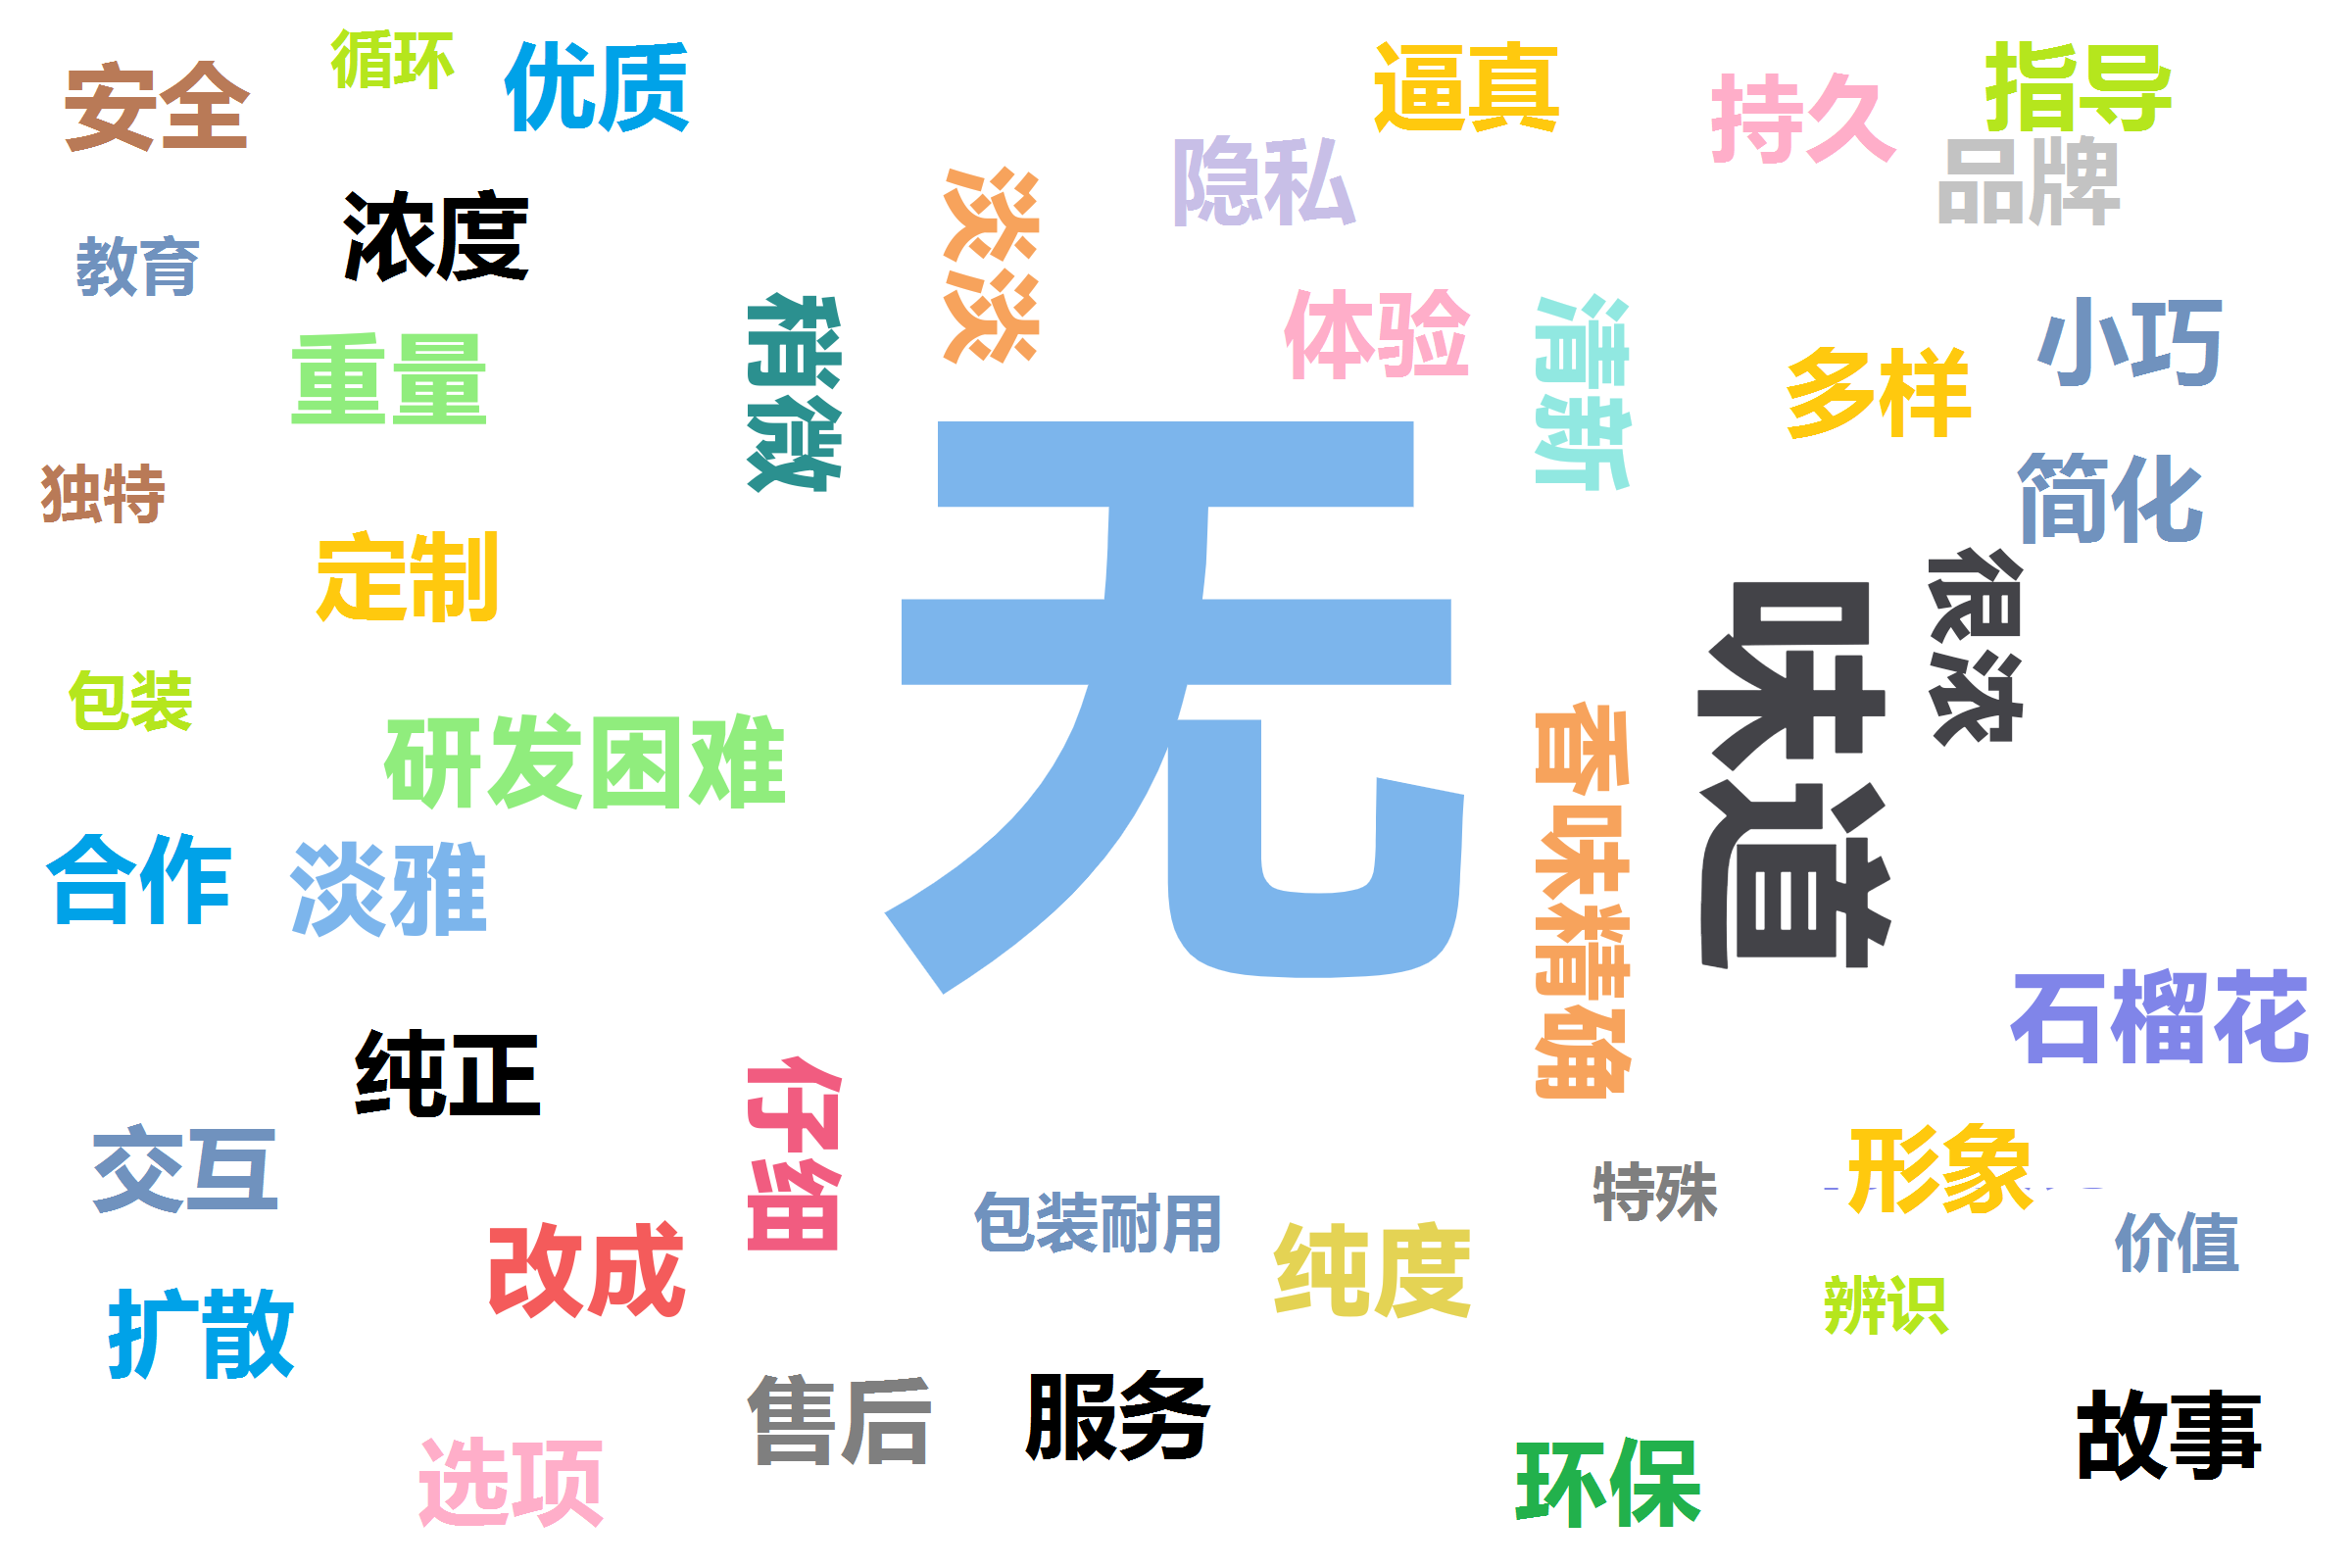 安全
循环
优质
逼真
持久
指导
隐私
品牌
浓度
淡淡
教育
稍微
体验
清新
小巧
重量
多样
独特
简化
定制
无
很浓
味道
包装
研发困难
香味精确
合作
淡雅
石榴花
纯正
仔细
交互
形象
特殊
包装耐用
价值
改成
纯度
辨识
扩散
售后
服务
故事
选项
环保